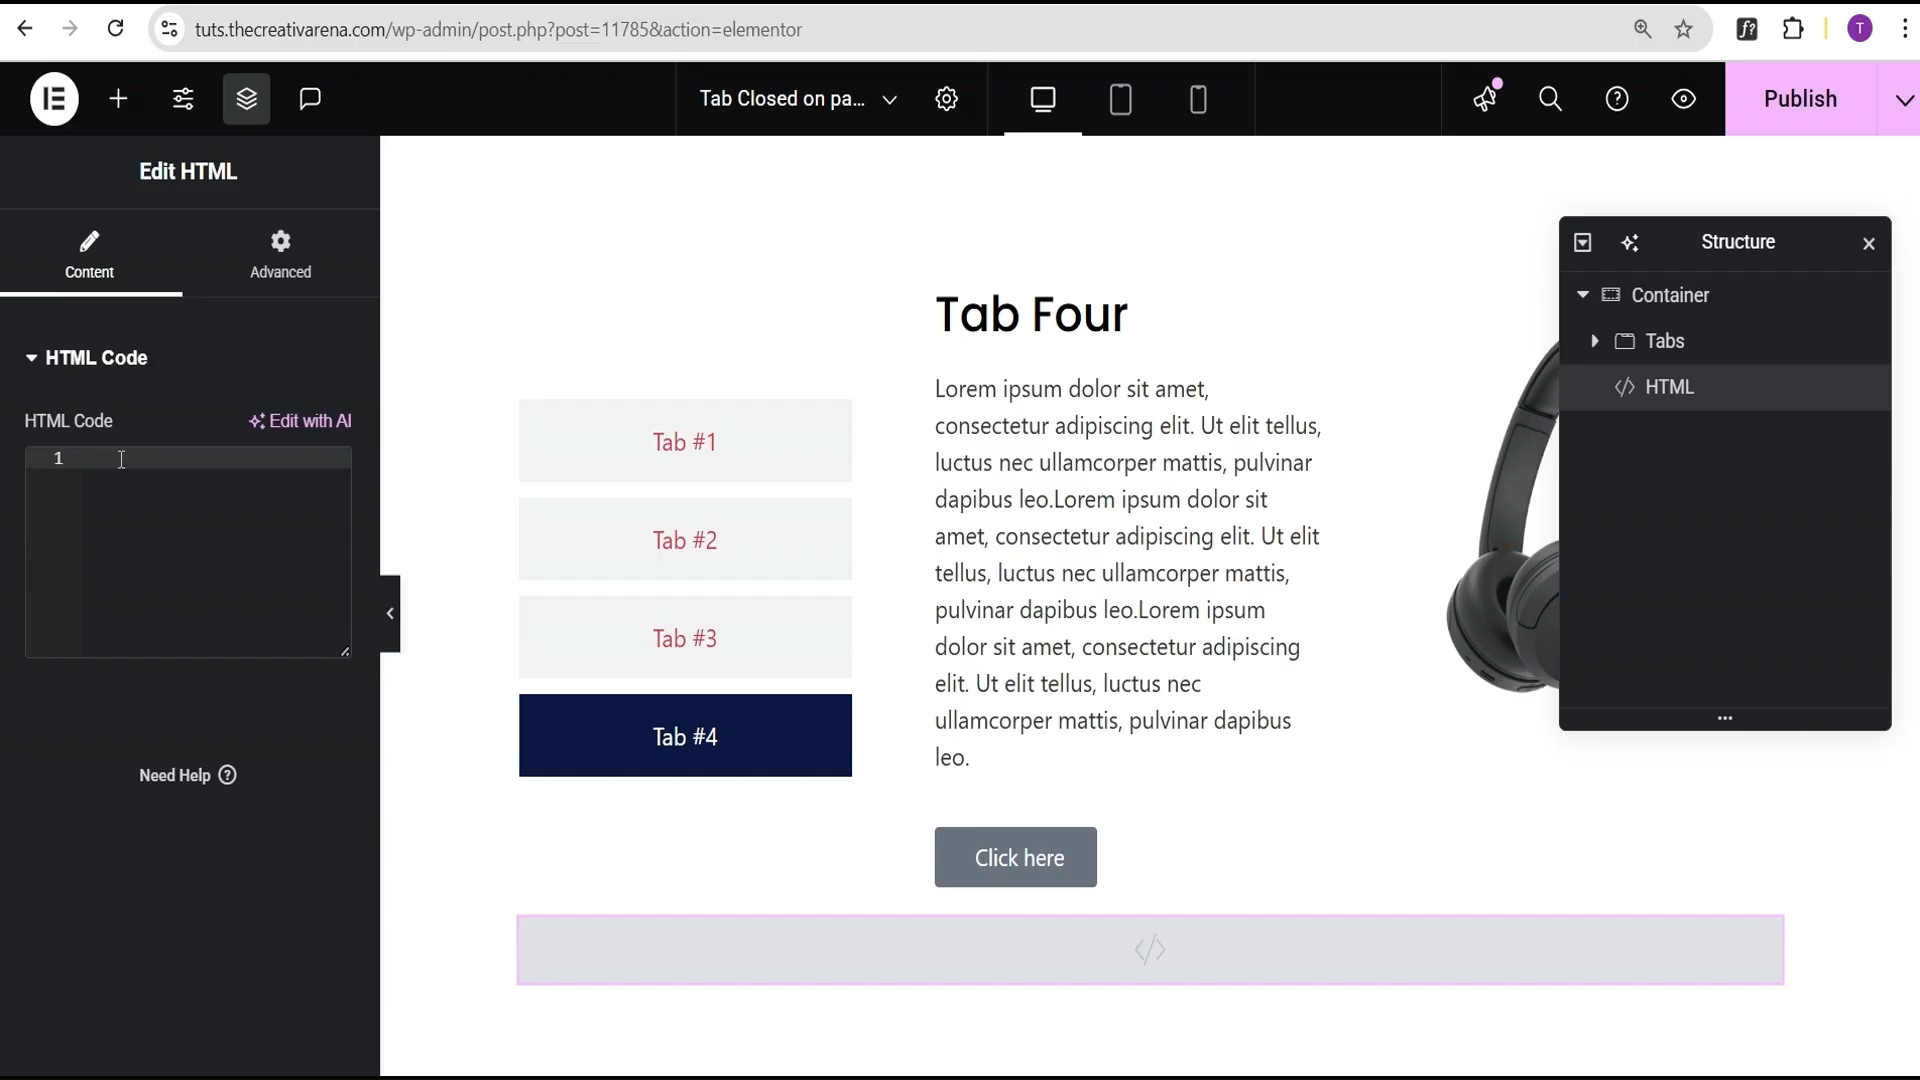 tuts.thecreativarena.com/wp-admin/post.php?post=11785&action=elementor
f?
T
Tab Closed on pa...
Publish
Edit HTML
Content
Advanced
HTML Code
HTML Code
Edit with AI
1
Need Help
Tab #1
Tab #2
Tab #3
Tab #4
Tab Four
Lorem ipsum dolor sit amet,
consectetur adipiscing elit. Ut elit tellus,
luctus nec ullamcorper mattis, pulvinar
dapibus leo.Lorem ipsum dolor sit
amet, consectetur adipiscing elit. Ut elit
tellus, luctus nec ullamcorper mattis,
pulvinar dapibus leo.Lorem ipsum
dolor sit amet, consectetur adipiscing
elit. Ut elit tellus, luctus nec
ullamcorper mattis, pulvinar dapibus
leo.
Click here
Structure
Container
Tabs
HTML